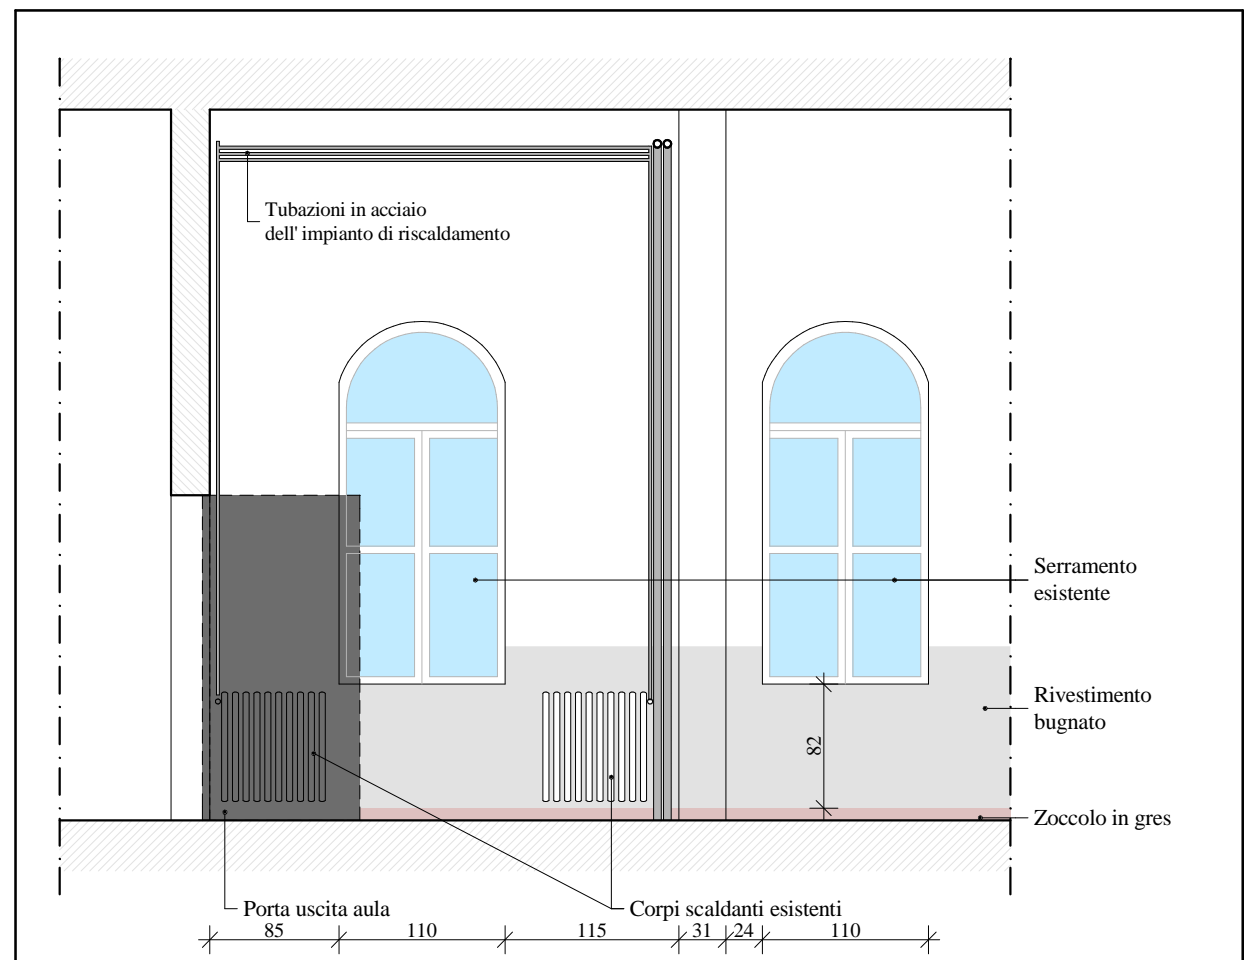 Tubazioni in acciaio
dell' impianto di riscaldamento
Serramento
esistente
Rivestimento
bugnato
82
Zoccolo in gres
Porta uscita aula
Corpi scaldanti esistenti
85 110 115 31 24 110